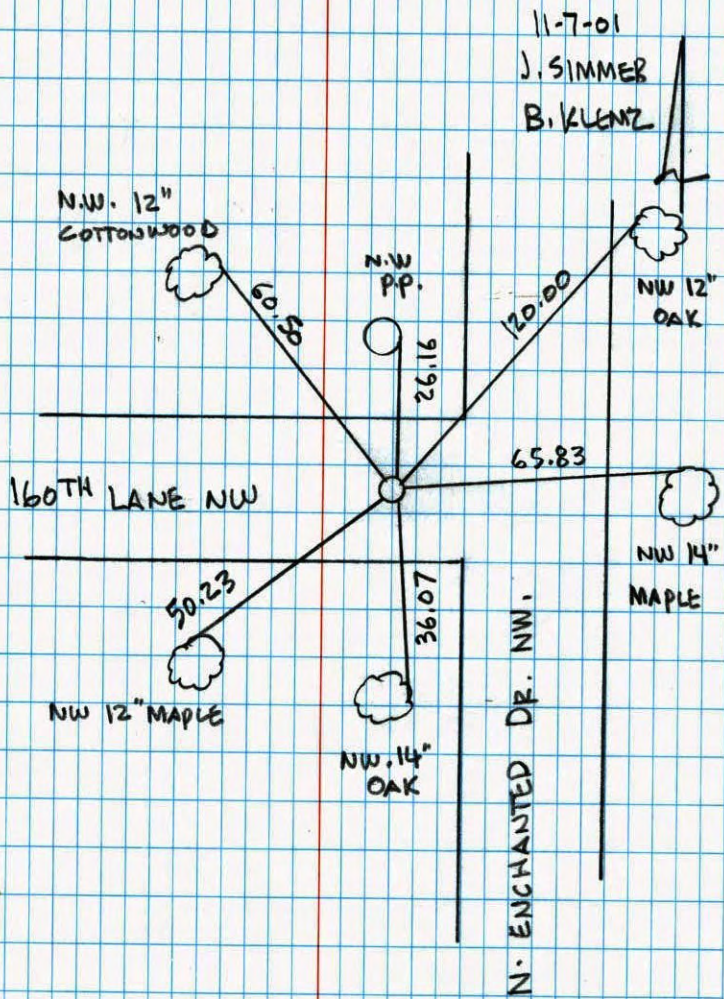 11-7-01
J. SIMMER
B. KLEMZ
N.W. 12"
COTTONWOOD
60.50
N.W
P.P.
26.16
120.00
NW 12"
OAK
65.83
160TH LANE NW
NW 14"
MAPLE
50.23
36.07
NW 12" MAPLE
NW. 14"
OAK
N. ENCHANTED DR. NW.